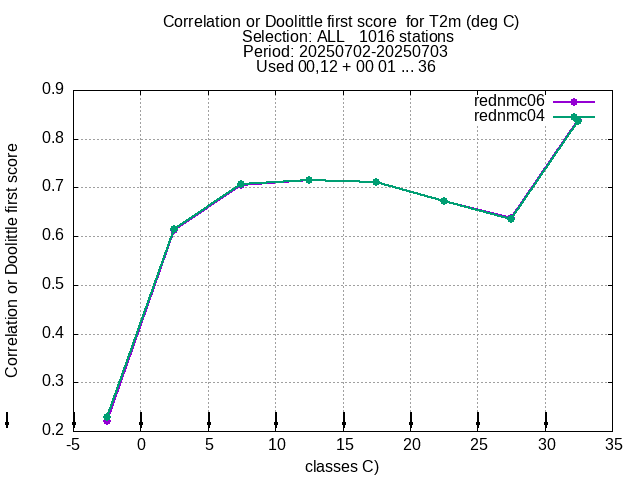 Correlation or Doolittle first score  for T2m (deg C)
Selection: ALL   1016 stations
Period: 20250702-20250703
Used 00,12 + 00 01 ... 36
rednmc06
rednmc04
Correlation or Doolittle first score
0.9
0.8
0.7
0.6
0.5
0.4
0.3
0.2
-5 0 5 10 15 20 25 30 35
classes C)